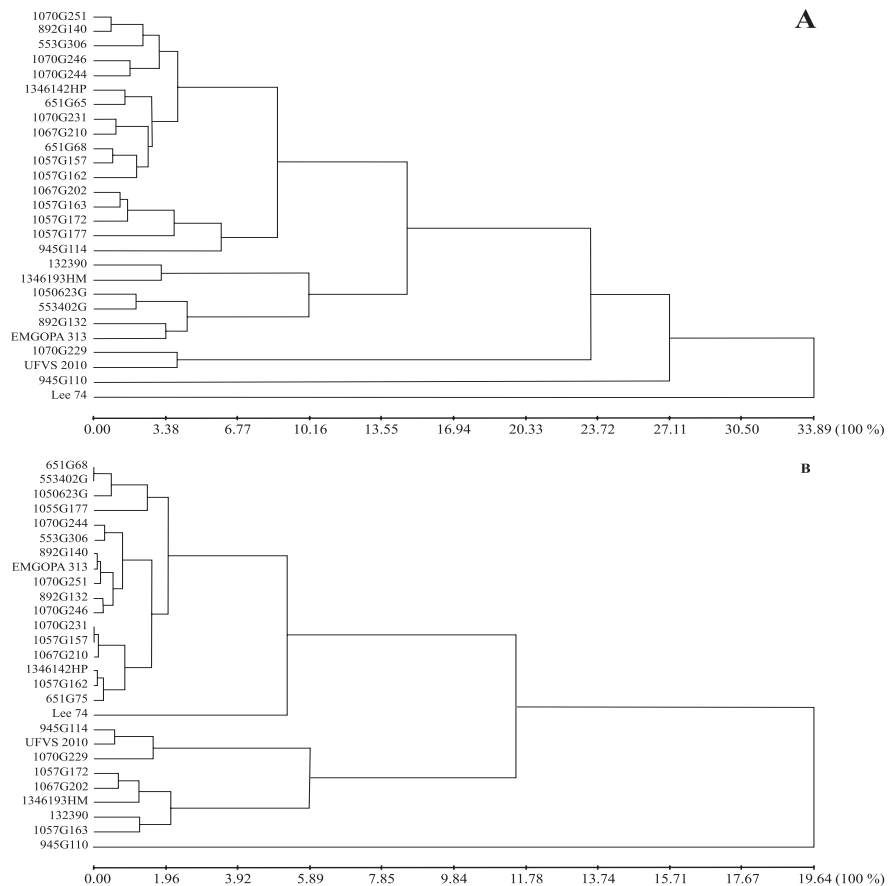 A
1070G251
892G140
553G306
1070G246
1070G244
1346142HP
651G65
1070G231
1067G210
651G68
1057G157
1057G162
1067G202
1057G163
1057G172
1057G177
945G114
132390
1346193HM
1050623G
553402G
892G132
EMGOPA 313
1070G229
UFVS 2010
945G110
Lee 74
0.00 3.38 6.77 10.16 13.55 16.94 20.33 23.72 27.11 30.50 33.89 (100 %)
B
651G68
553402G
1050623G
1055G177
1070G244
553G306
892G140
EMGOPA 313
1070G251
892G132
1070G246
1070G231
1057G157
1067G210
1346142HP
1057G162
651G75
Lee 74
945G114
UFVS 2010
1070G229
1057G172
1067G202
1346193HM
132390
1057G163
945G110
0.00 1.96 3.92 5.89 7.85 9.84 11.78 13.74 15.71 17.67 19.64 (100 %)